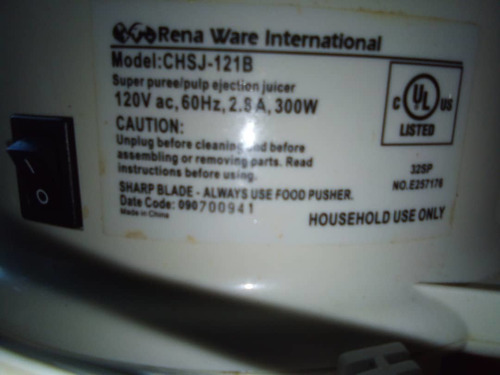 Rena Ware International
Model:CHSJ-121B
Super puree/pulp ejection juicer
120V ac, 60Hz, 2.8A, 300W
CAUTION:
Unplug before cleaning and before
assembling or removing parts. Read
instructions before using.
SHARP BLADE - ALWAYS USE FOOD PUSHER.
Date Code: 090700941
Made in China
HOUSEHOLD USE ONLY
C UL US
LISTED
32SP
NO.E257176